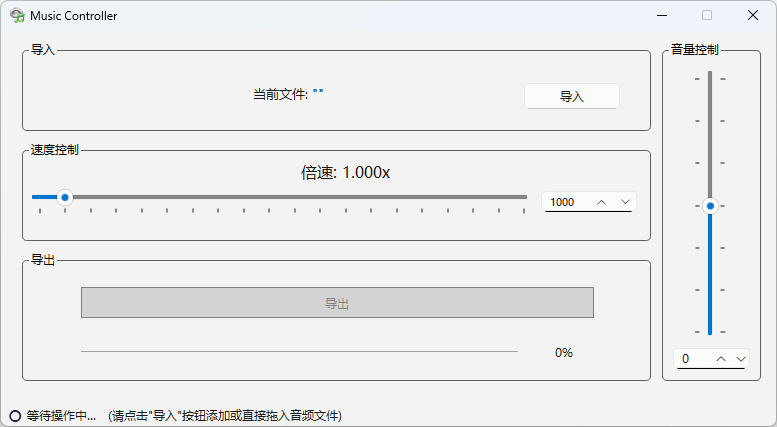 Music Controller
导入
当前文件: ""
导入
速度控制
倍速: 1.000x
1000
导出
导出
0%
音量控制
0
等待操作中... (请点击"导入"按钮添加或直接拖入音频文件)